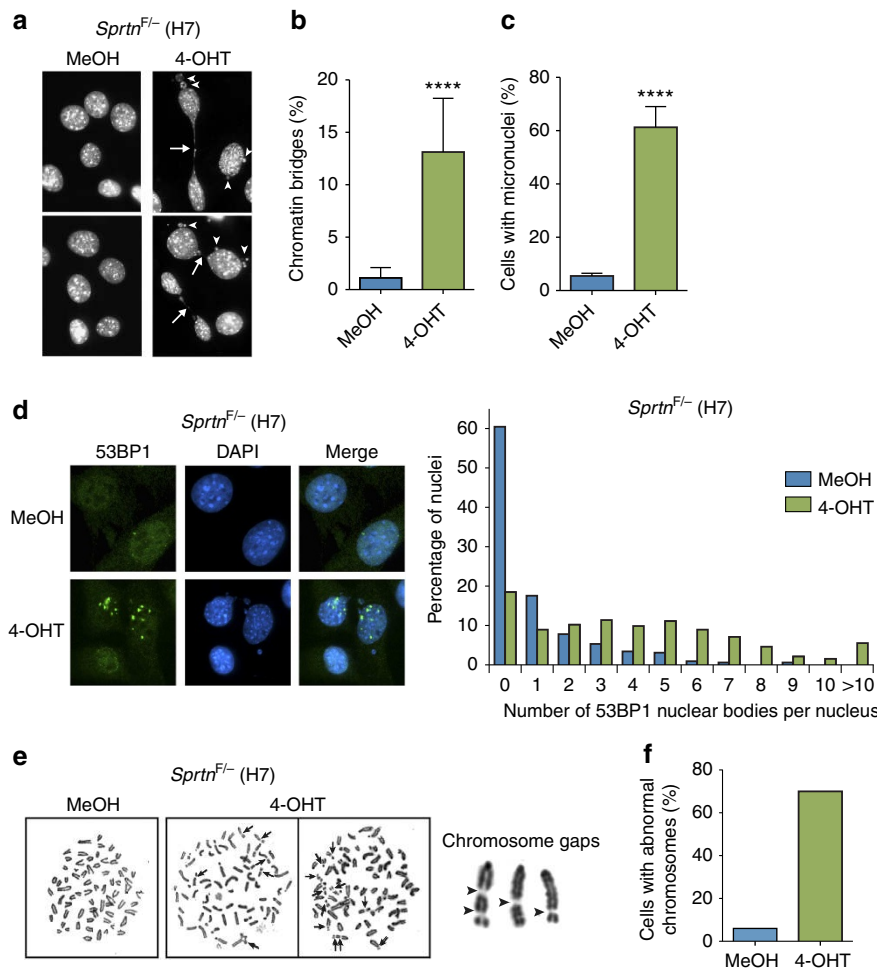 a
Sprtn^F/– (H7)
MeOH 4-OHT
b
Chromatin bridges (%)
20
15
10
5
0
****
MeOH
4-OHT
c
Cells with micronuclei (%)
80
60
40
20
0
****
MeOH
4-OHT
d
Sprtn^F/– (H7)
53BP1 DAPI Merge
MeOH
4-OHT
Sprtn^F/– (H7)
Percentage of nuclei
60
50
40
30
20
10
0
MeOH
4-OHT
0 1 2 3 4 5 6 7 8 9 10 >10
Number of 53BP1 nuclear bodies per nucleus
e
Sprtn^F/– (H7)
MeOH 4-OHT
Chromosome gaps
f
Cells with abnormal
chromosomes (%)
80
60
40
20
0
MeOH 4-OHT